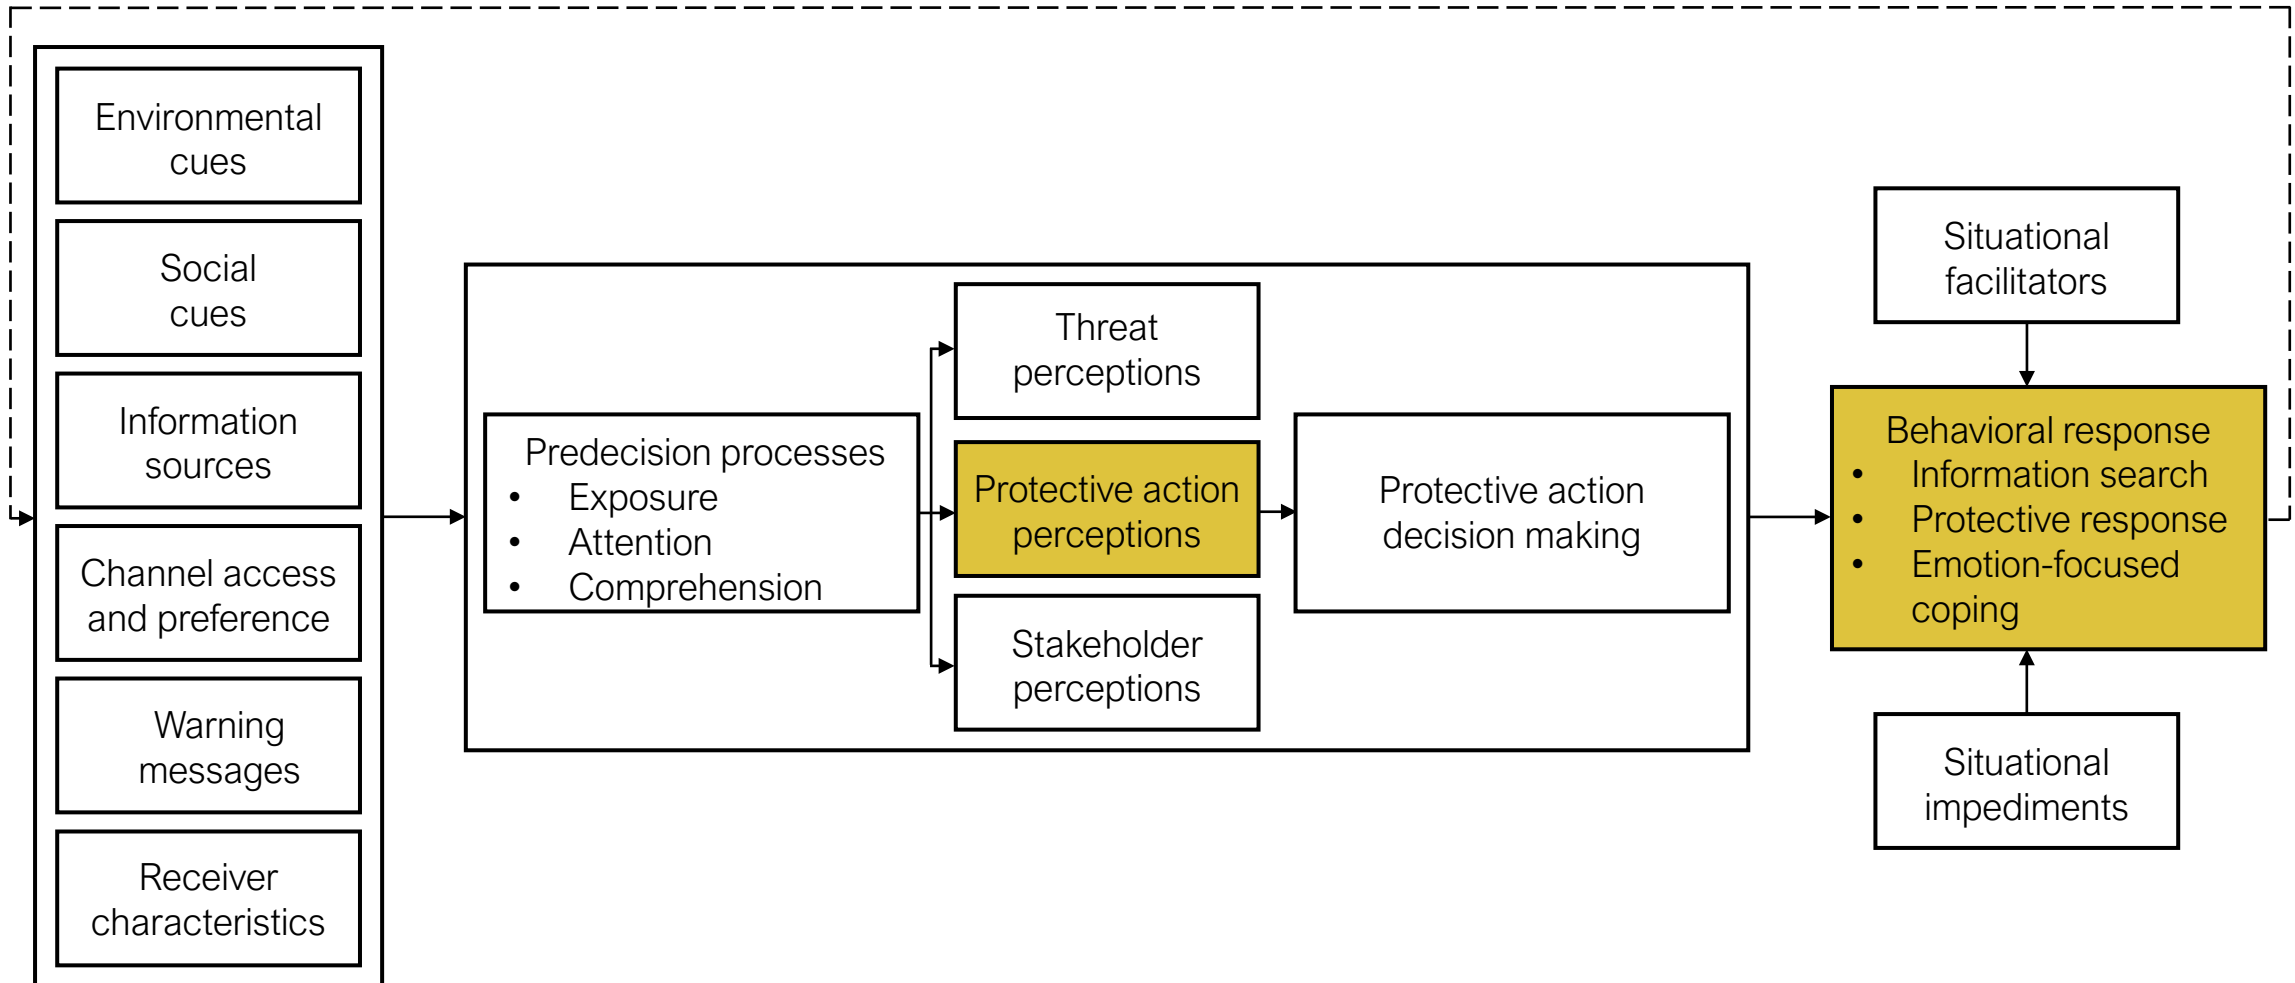 Environmental
cues
Social
cues
Information
sources
Channel access
and preference
Warning
messages
Receiver
characteristics
Predecision processes
• Exposure
• Attention
• Comprehension
Threat
perceptions
Protective action
perceptions
Stakeholder
perceptions
Protective action
decision making
Situational
facilitators
Behavioral response
• Information search
• Protective response
• Emotion-focused
coping
Situational
impediments